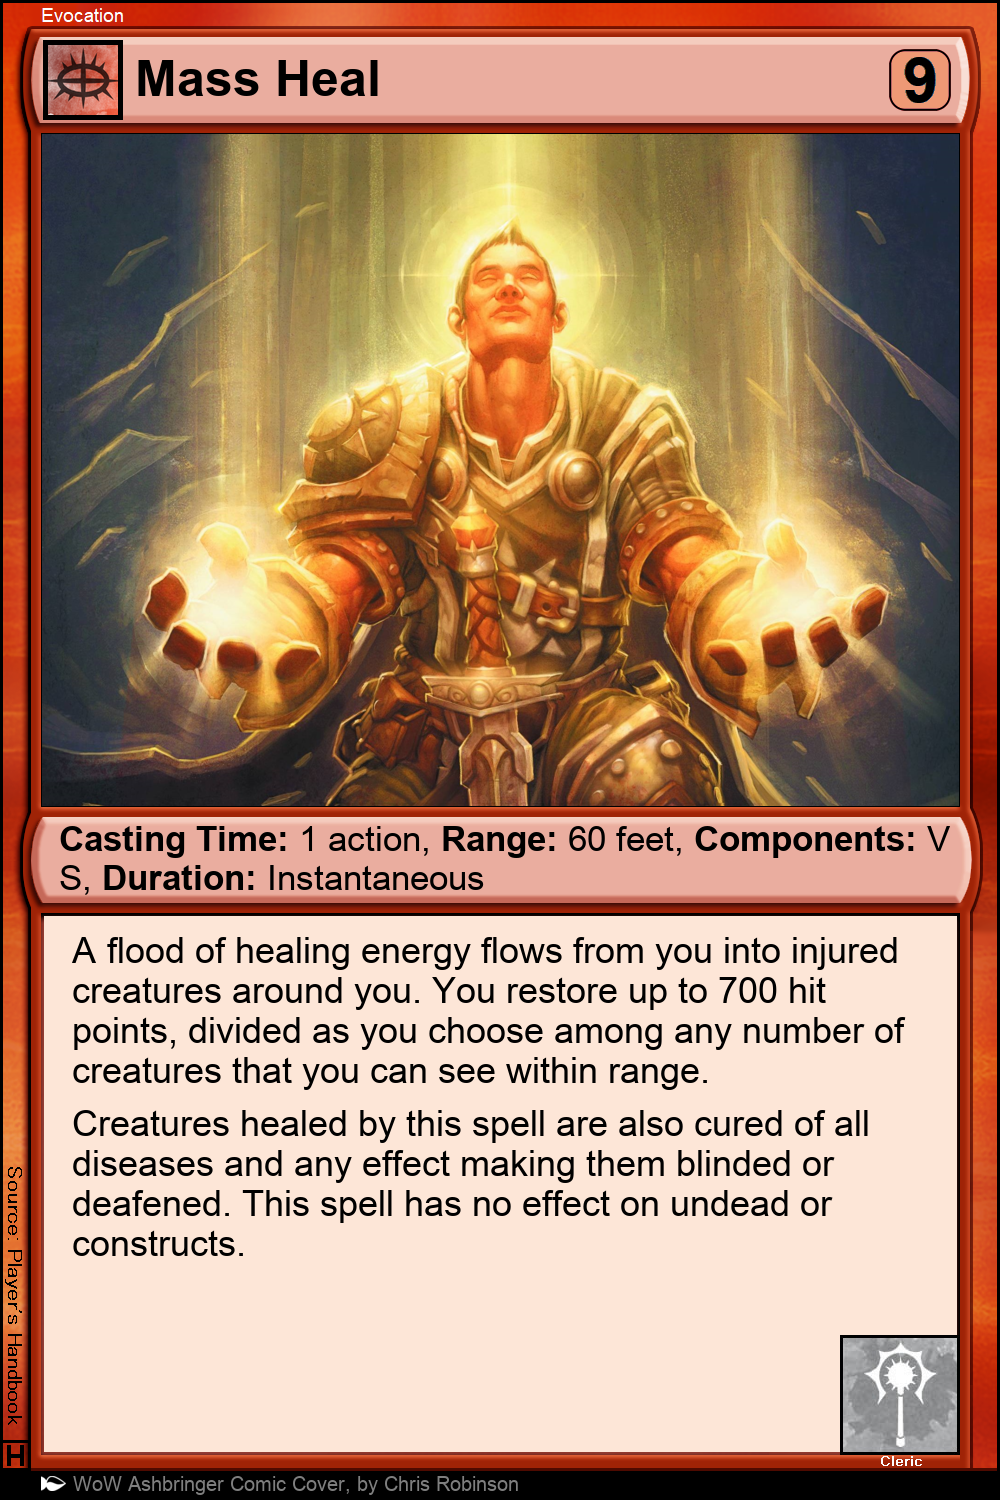 Evocation
Mass Heal
9
Casting Time: 1 action, Range: 60 feet, Components: V
S, Duration: Instantaneous
A flood of healing energy flows from you into injured
creatures around you. You restore up to 700 hit
points, divided as you choose among any number of
creatures that you can see within range.
Creatures healed by this spell are also cured of all
diseases and any effect making them blinded or
deafened. This spell has no effect on undead or
constructs.
Source: Player's Handbook
H
Cleric
WoW Ashbringer Comic Cover, by Chris Robinson